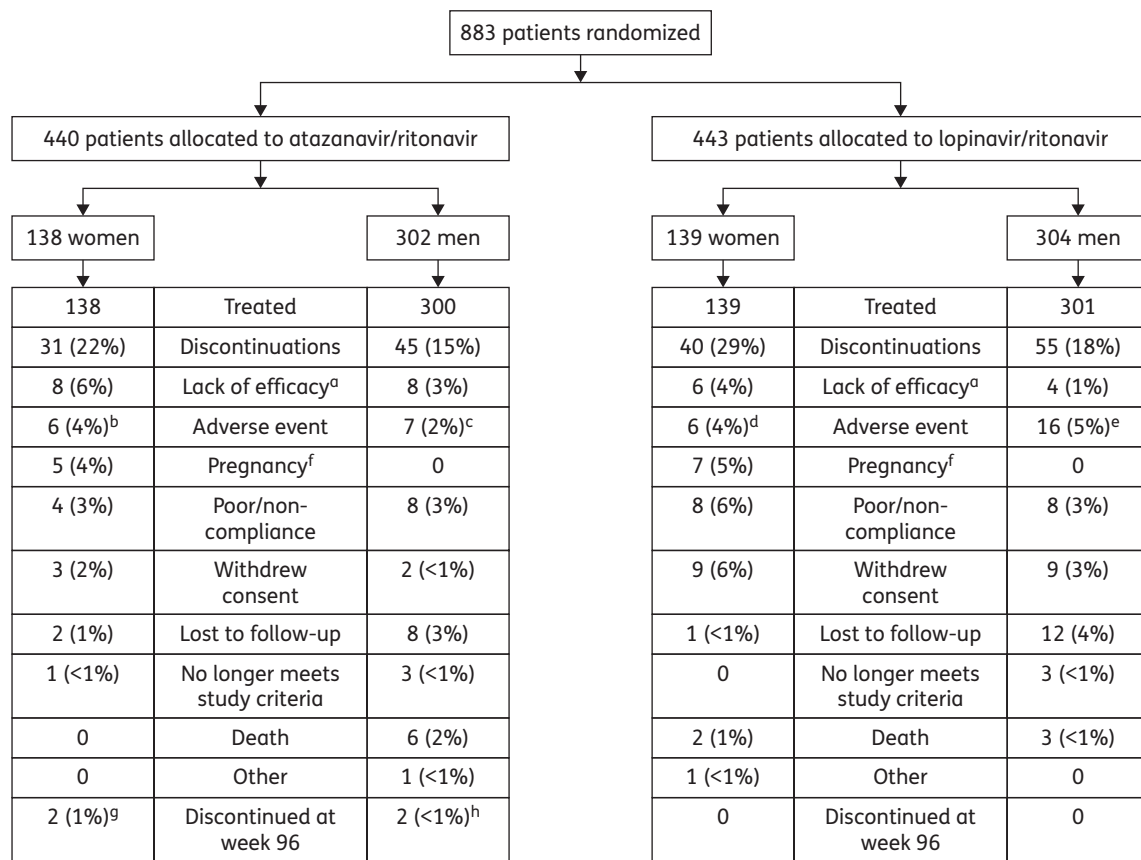 883 patients randomized
440 patients allocated to atazanavir/ritonavir
443 patients allocated to lopinavir/ritonavir
138 women
302 men
139 women
304 men
138 Treated 300
31 (22%) Discontinuations 45 (15%)
8 (6%) Lack of efficacyᵃ 8 (3%)
6 (4%)ᵇ Adverse event 7 (2%)ᶜ
5 (4%) Pregnancyᶠ 0
4 (3%) Poor/non- 8 (3%)
compliance
3 (2%) Withdrew 2 (<1%)
consent
2 (1%) Lost to follow-up 8 (3%)
1 (<1%) No longer meets 3 (<1%)
study criteria
0 Death 6 (2%)
0 Other 1 (<1%)
2 (1%)ᵍ Discontinued at 2 (<1%)ʰ
week 96
139 Treated 301
40 (29%) Discontinuations 55 (18%)
6 (4%) Lack of efficacyᵃ 4 (1%)
6 (4%)ᵈ Adverse event 16 (5%)ᵉ
7 (5%) Pregnancyᶠ 0
8 (6%) Poor/non- 8 (3%)
compliance
9 (6%) Withdrew 9 (3%)
consent
1 (<1%) Lost to follow-up 12 (4%)
0 No longer meets 3 (<1%)
study criteria
2 (1%) Death 3 (<1%)
1 (<1%) Other 0
0 Discontinued at 0
week 96